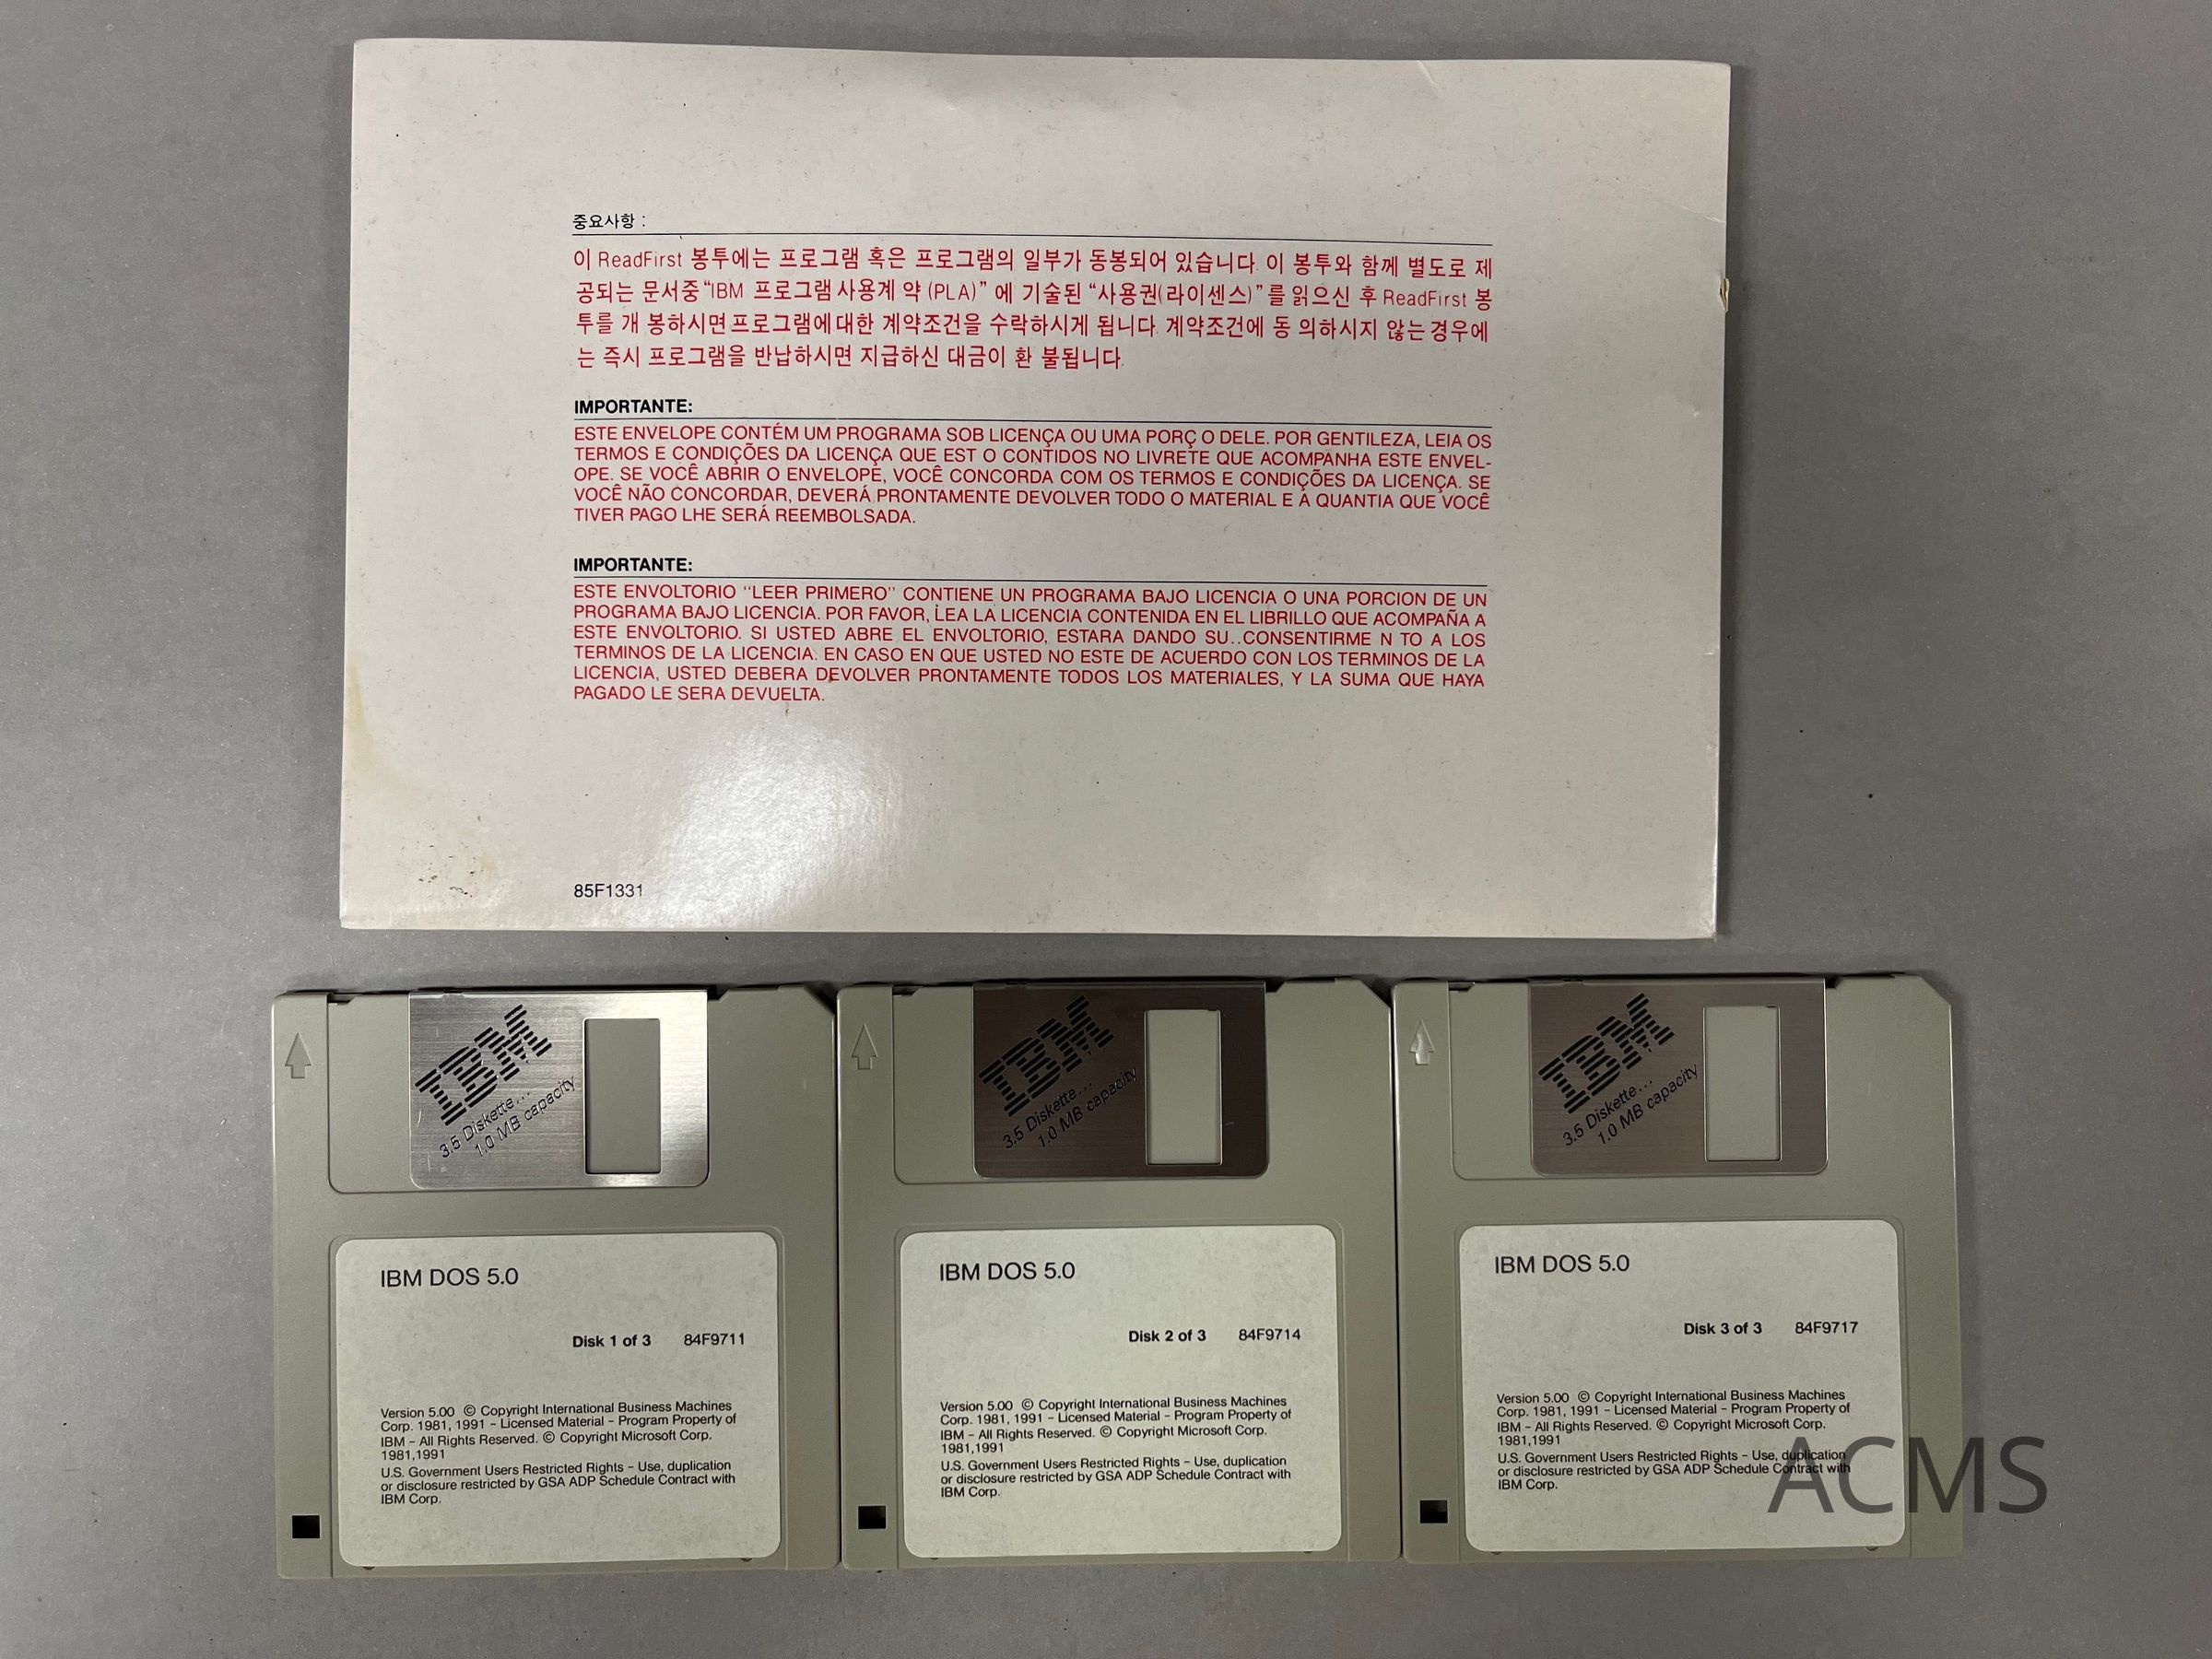 중요사항 :
이 ReadFirst 봉투에는 프로그램 혹은 프로그램의 일부가 동봉되어 있습니다. 이 봉투와 함께 별도로 제
공되는 문서중 “IBM 프로그램사용계 약 (PLA)” 에 기술된 “사용권(라이센스)” 를 읽으신 후 ReadFirst 봉
투를 개 봉하시면 프로그램에대한 계약조건을 수락하시게 됩니다. 계약조건에 동 의하시지 않는 경우에
는 즉시 프로그램을 반납하시면 지급하신 대금이 환 불됩니다.
IMPORTANTE:
ESTE ENVELOPE CONTÉM UM PROGRAMA SOB LICENÇA OU UMA PORÇ O DELE. POR GENTILEZA, LEIA OS
TERMOS E CONDIÇÕES DA LICENÇA QUE EST O CONTIDOS NO LIVRETE QUE ACOMPANHA ESTE ENVEL-
OPE. SE VOCÊ ABRIR O ENVELOPE, VOCÊ CONCORDA COM OS TERMOS E CONDIÇÕES DA LICENÇA. SE
VOCÊ NÃO CONCORDAR, DEVERÁ PRONTAMENTE DEVOLVER TODO O MATERIAL E A QUANTIA QUE VOCÊ
TIVER PAGO LHE SERÁ REEMBOLSADA.
IMPORTANTE:
ESTE ENVOLTORIO “LEER PRIMERO” CONTIENE UN PROGRAMA BAJO LICENCIA O UNA PORCION DE UN
PROGRAMA BAJO LICENCIA. POR FAVOR, LEA LA LICENCIA CONTENIDA EN EL LIBRILLO QUE ACOMPAÑA A
ESTE ENVOLTORIO. SI USTED ABRE EL ENVOLTORIO, ESTARA DANDO SU..CONSENTIRME N TO A LOS
TERMINOS DE LA LICENCIA. EN CASO EN QUE USTED NO ESTE DE ACUERDO CON LOS TERMINOS DE LA
LICENCIA, USTED DEBERA DEVOLVER PRONTAMENTE TODOS LOS MATERIALES, Y LA SUMA QUE HAYA
PAGADO LE SERA DEVUELTA.
85F1331
IBM
3.5 Diskette...
1.0 MB capacity
IBM DOS 5.0
Disk 1 of 3 84F9711
Version 5.00 © Copyright International Business Machines
Corp. 1981, 1991 – Licensed Material – Program Property of
IBM – All Rights Reserved. © Copyright Microsoft Corp.
1981,1991
U.S. Government Users Restricted Rights – Use, duplication
or disclosure restricted by GSA ADP Schedule Contract with
IBM Corp.
IBM
3.5 Diskette...
1.0 MB capacity
IBM DOS 5.0
Disk 2 of 3 84F9714
Version 5.00 © Copyright International Business Machines
Corp. 1981, 1991 – Licensed Material – Program Property of
IBM – All Rights Reserved. © Copyright Microsoft Corp.
1981,1991
U.S. Government Users Restricted Rights – Use, duplication
or disclosure restricted by GSA ADP Schedule Contract with
IBM Corp.
IBM
3.5 Diskette...
1.0 MB capacity
IBM DOS 5.0
Disk 3 of 3 84F9717
Version 5.00 © Copyright International Business Machines
Corp. 1981, 1991 – Licensed Material – Program Property of
IBM – All Rights Reserved. © Copyright Microsoft Corp.
1981,1991
U.S. Government Users Restricted Rights – Use, duplication
or disclosure restricted by GSA ADP Schedule Contract with
IBM Corp.
ACMS